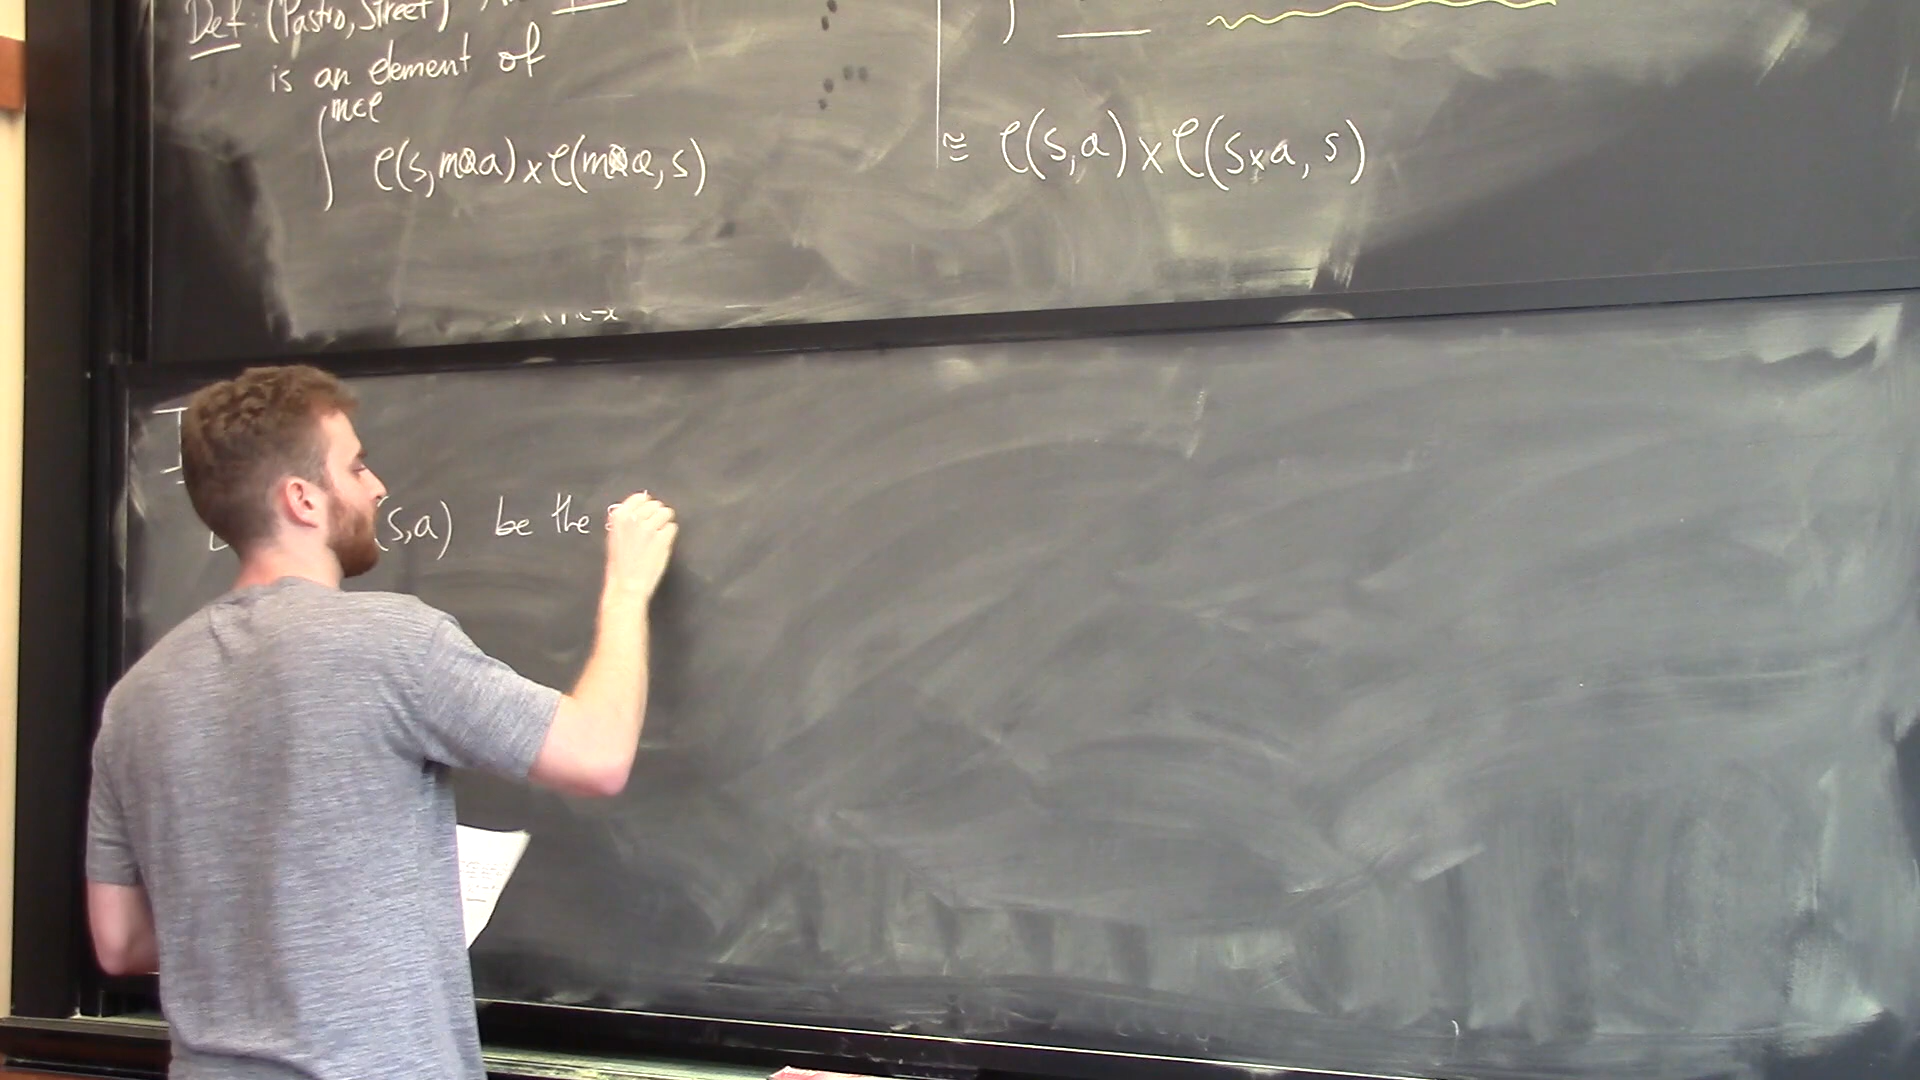 Def: (Pastro, Street)
is an element of
∫^{m∈ℓ} ℓ(s, m⊗a) × ℓ(m⊗a, s)
≅ ℓ(s,a) × ℓ(s×a, s)
(s,a) be the